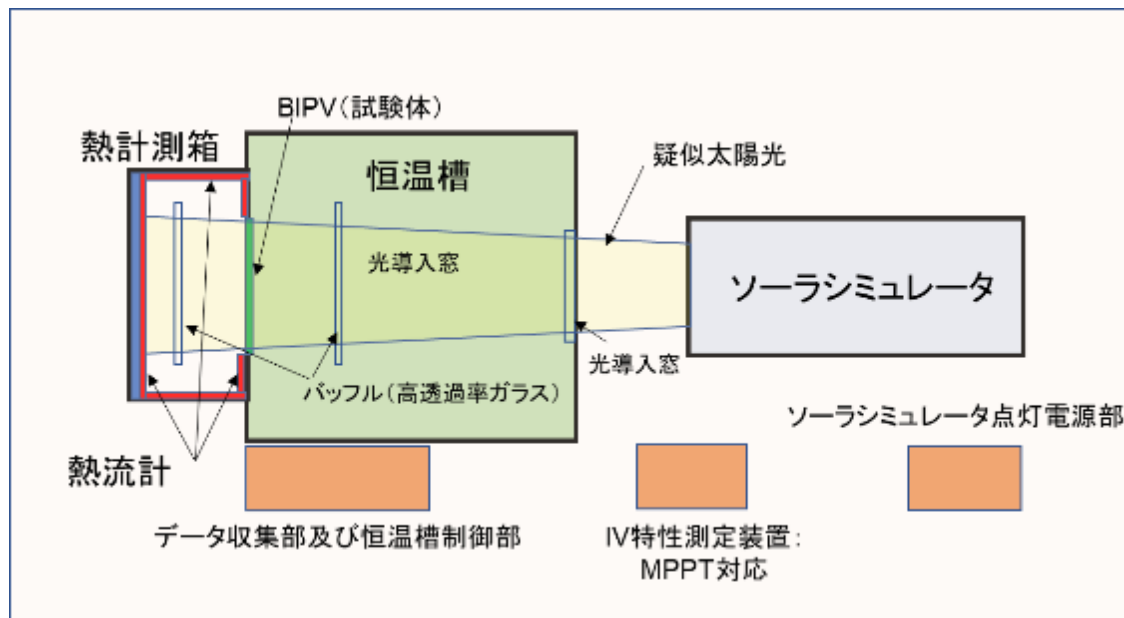 BIPV（試験体）
熱計測箱
恒温槽
疑似太陽光
光導入窓
ソーラシミュレータ
光導入窓
バッフル（高透過率ガラス）
ソーラシミュレータ点灯電源部
熱流計
データ収集部及び恒温槽制御部
IV特性測定装置：
MPPT対応